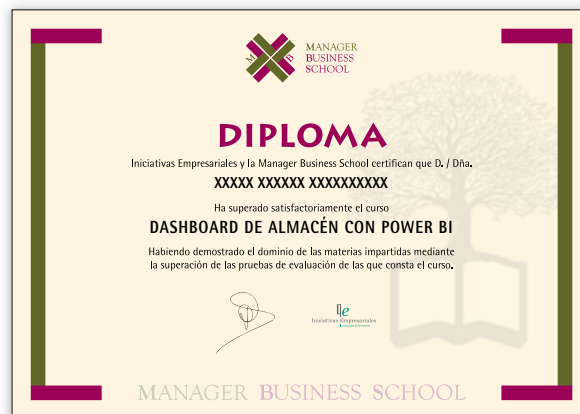 M B
MANAGER
BUSINESS
SCHOOL
DIPLOMA
Iniciativas Empresariales y la Manager Business School certifican que D. / Dña.
XXXXX XXXXXX XXXXXXXXXX
Ha superado satisfactoriamente el curso
DASHBOARD DE ALMACÉN CON POWER BI
Habiendo demostrado el dominio de las materias impartidas mediante
la superación de las pruebas de evaluación de las que consta el curso.
Iniciativas Empresariales
MANAGER BUSINESS SCHOOL